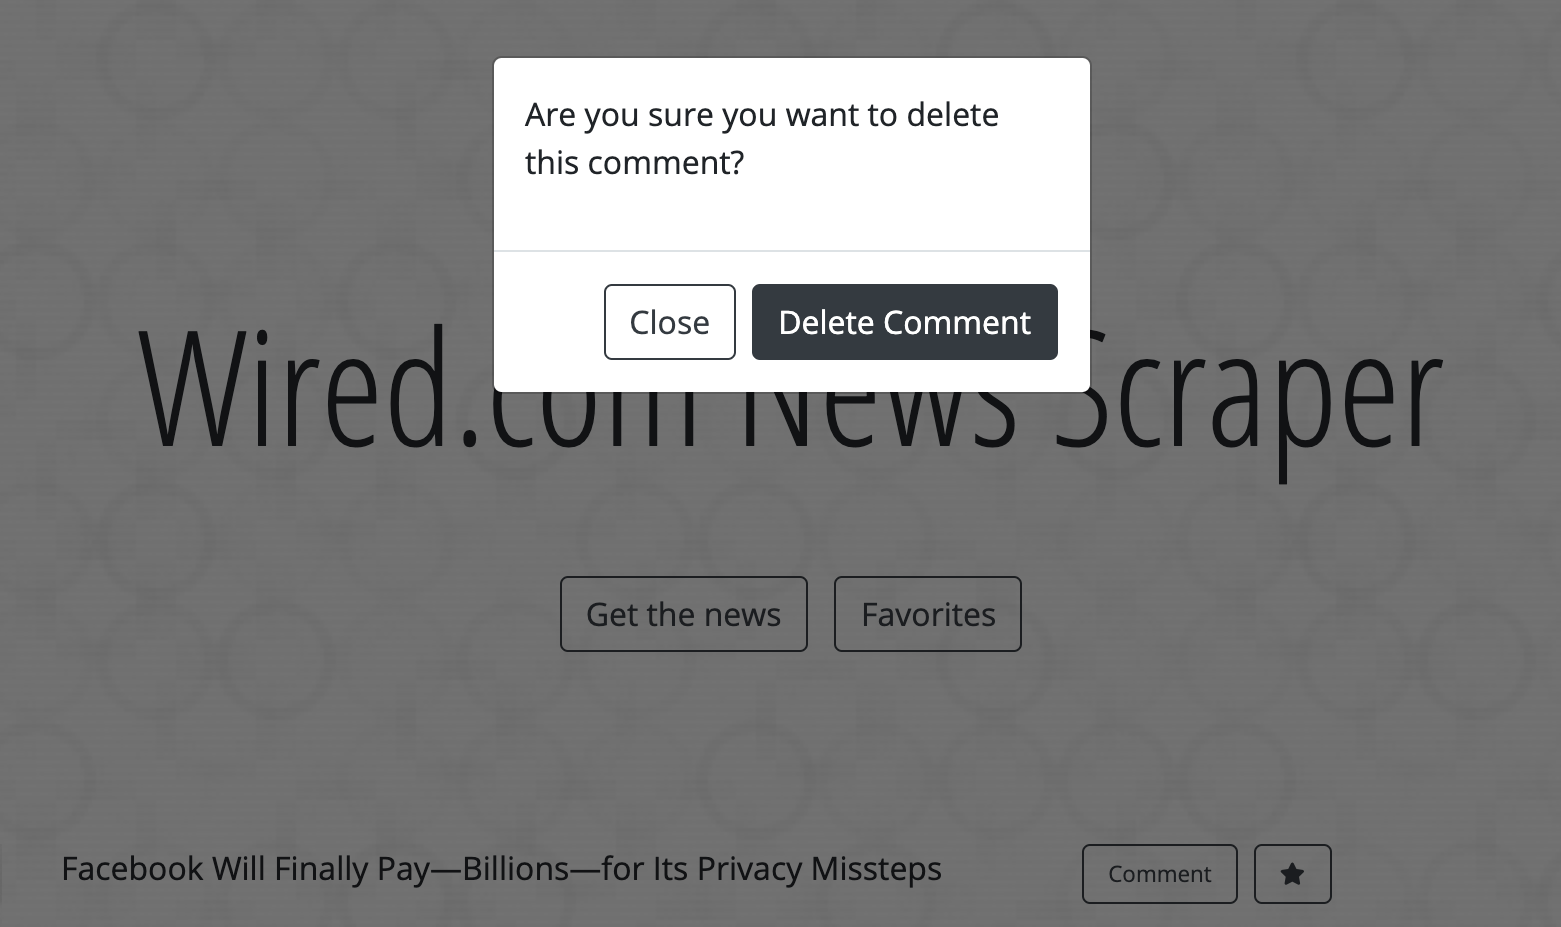 Are you sure you want to delete
this comment?
Close
Delete Comment
Wired.com News Scraper
Get the news
Favorites
Facebook Will Finally Pay—Billions—for Its Privacy Missteps
Comment